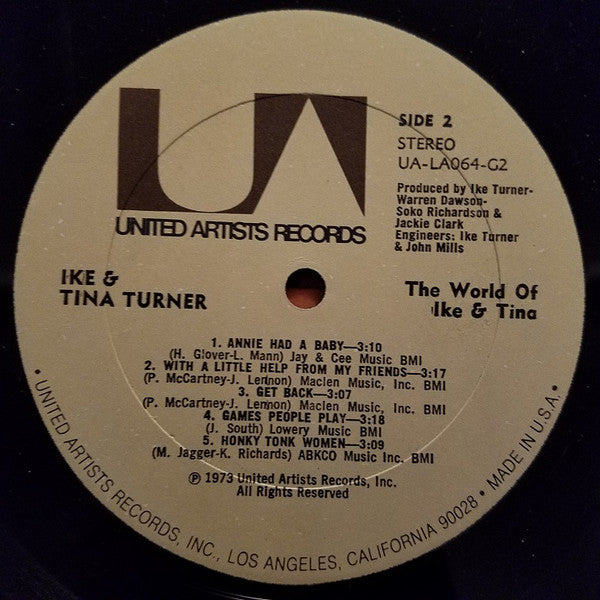 UA
SIDE 2
STEREO
UA-LA064-G2
Produced by Ike Turner-
Warren Dawson-
Soko Richardson &
Jackie Clark
Engineers: Ike Turner
& John Mills
UNITED ARTISTS RECORDS
IKE &
TINA TURNER
The World Of
Ike & Tina
1. ANNIE HAD A BABY—3:10
(H. Glover-L. Mann) Jay & Cee Music BMI
2. WITH A LITTLE HELP FROM MY FRIENDS—3:17
(P. McCartney-J. Lennon) Maclen Music, Inc. BMI
3. GET BACK—3:07
(P. McCartney-J. Lennon) Maclen Music, Inc. BMI
4. GAMES PEOPLE PLAY—3:18
(J. South) Lowery Music BMI
5. HONKY TONK WOMEN—3:09
(M. Jagger-K. Richards) ABKCO Music Inc. BMI
℗ 1973 United Artists Records, Inc.
All Rights Reserved
• UNITED ARTISTS RECORDS, INC., LOS ANGELES, CALIFORNIA 90028 • MADE IN U.S.A. •